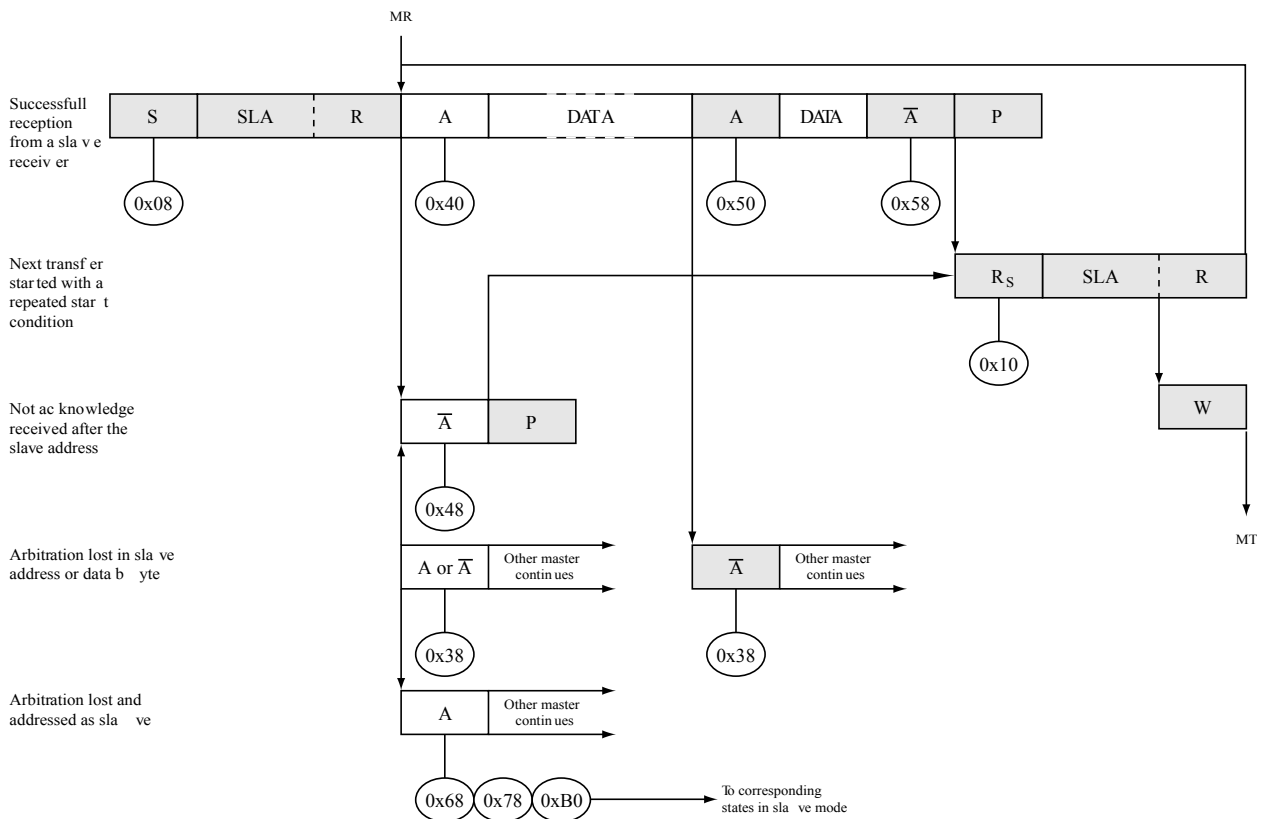 MR
Successfull
reception
from a sla v e
receiv er
S SLA R A DATA A DATA A̅ P
0x08 0x40 0x50 0x58
Next transf er
star ted with a
repeated star t
condition
RS SLA R
0x10
Not ac knowledge
received after the
slave address
A̅ P
W
0x48
MT
Arbitration lost in sla ve
address or data b yte
A or A̅ Other master
contin ues
A̅ Other master
contin ues
0x38 0x38
Arbitration lost and
addressed as sla ve
A Other master
contin ues
0x68 0x78 0xB0 To corresponding
states in sla ve mode